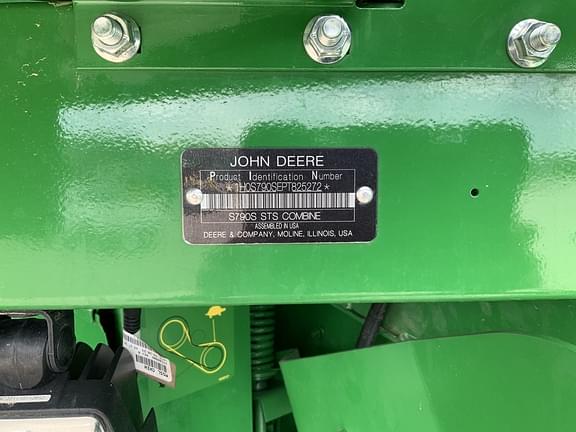 JOHN DEERE
Product Identification Number
*1H0S790SEPT825272*
S790S STS COMBINE
ASSEMBLED IN USA
DEERE & COMPANY, MOLINE, ILLINOIS, USA